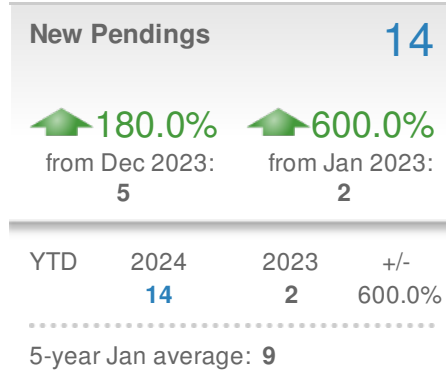 New Pendings 14
180.0% 600.0%
from Dec 2023: from Jan 2023:
5 2
YTD 2024 2023 +/-
14 2 600.0%
5-year Jan average: 9